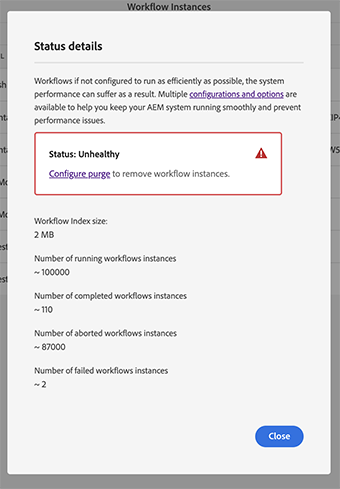 Workflow Instances
Status details
Workflows if not configured to run as efficiently as possible, the system
performance can suffer as a result. Multiple configurations and options are
available to help you keep your AEM system running smoothly and prevent
performance issues.
Status: Unhealthy
Configure purge to remove workflow instances.
Workflow Index size:
2 MB
Number of running workflows instances
~ 100000
Number of completed workflows instances
~ 110
Number of aborted workflows instances
~ 87000
Number of failed workflows instances
~ 2
Close